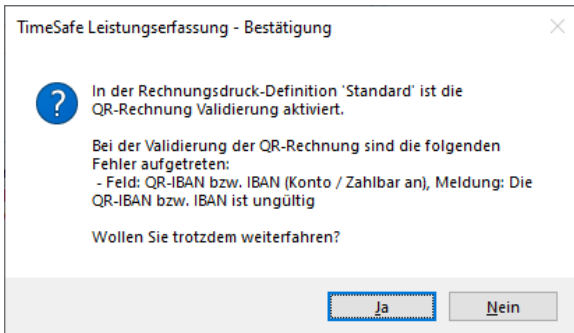 TimeSafe Leistungserfassung - Bestätigung
In der Rechnungsdruck-Definition 'Standard' ist die
QR-Rechnung Validierung aktiviert.
Bei der Validierung der QR-Rechnung sind die folgenden
Fehler aufgetreten:
- Feld: QR-IBAN bzw. IBAN (Konto / Zahlbar an), Meldung: Die
QR-IBAN bzw. IBAN ist ungültig
Wollen Sie trotzdem weiterfahren?
Ja
Nein